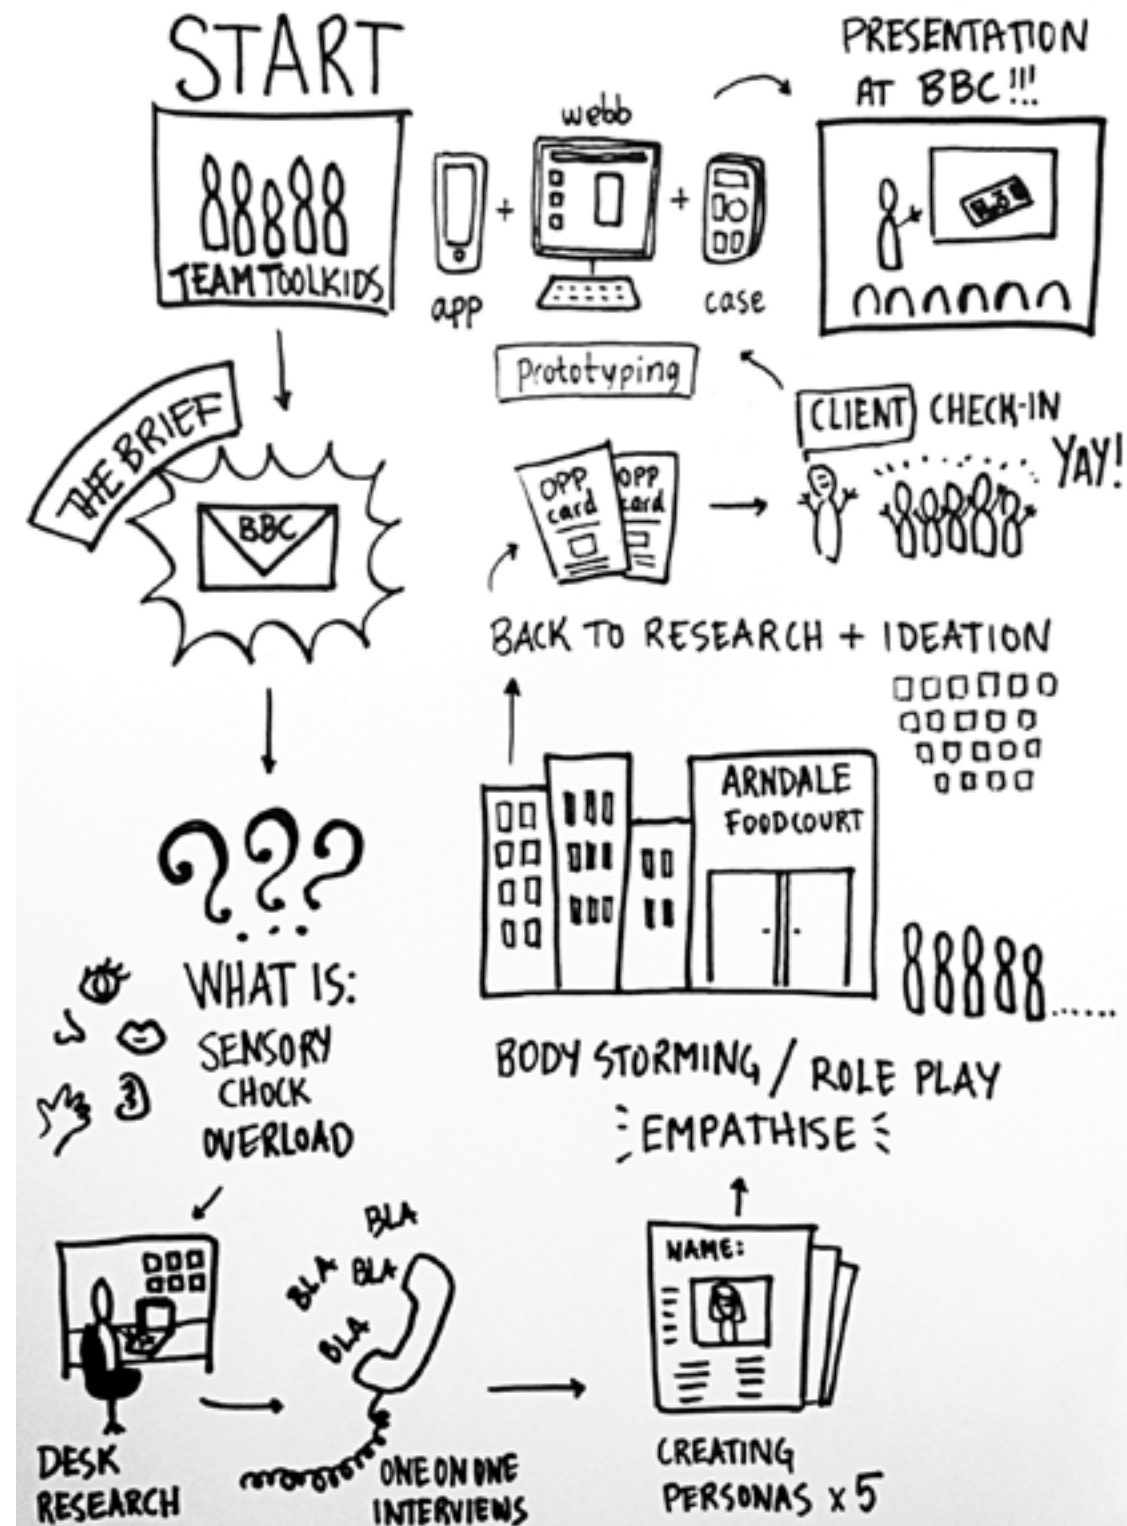 START
TEAM TOOLKIDS
THE BRIEF
BBC
WHAT IS:
SENSORY
CHOCK
OVERLOAD
DESK
RESEARCH
BLA
BLA
BLA
BLA
ONE ON ONE
INTERVIEWS
NAME:
CREATING
PERSONAS x 5
BODY STORMING / ROLE PLAY
EMPATHISE
ARNDALE
FOODCOURT
BACK TO RESEARCH + IDEATION
OPP
card
OPP
card
CLIENT CHECK-IN
YAY!
Prototyping
app
+
webb
+
case
PRESENTATION
AT BBC!!!